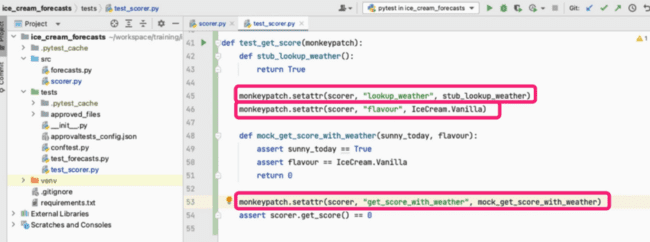 ice_cream_forecasts
tests
test_scorer.py
pytest in ice_cream_forecasts
Git:
Project
scorer.py
test_scorer.py
Project
ice_cream_forecasts ~/workspace/training/
.pytest_cache
src
forecasts.py
scorer.py
tests
.pytest_cache
approved_files
__init__.py
approvaltests_config.json
conftest.py
test_forecasts.py
test_scorer.py
venv
.gitignore
requirements.txt
External Libraries
Scratches and Consoles
1
41
42 def test_get_score(monkeypatch):
43 def stub_lookup_weather():
44 return True
45 monkeypatch.setattr(scorer, "lookup_weather", stub_lookup_weather)
46 monkeypatch.setattr(scorer, "flavour", IceCream.Vanilla)
48 def mock_get_score_with_weather(sunny_today, flavour):
49 assert sunny_today == True
50 assert flavour == IceCream.Vanilla
51 return 0
53 monkeypatch.setattr(scorer, "get_score_with_weather", mock_get_score_with_weather)
54 assert scorer.get_score() == 0